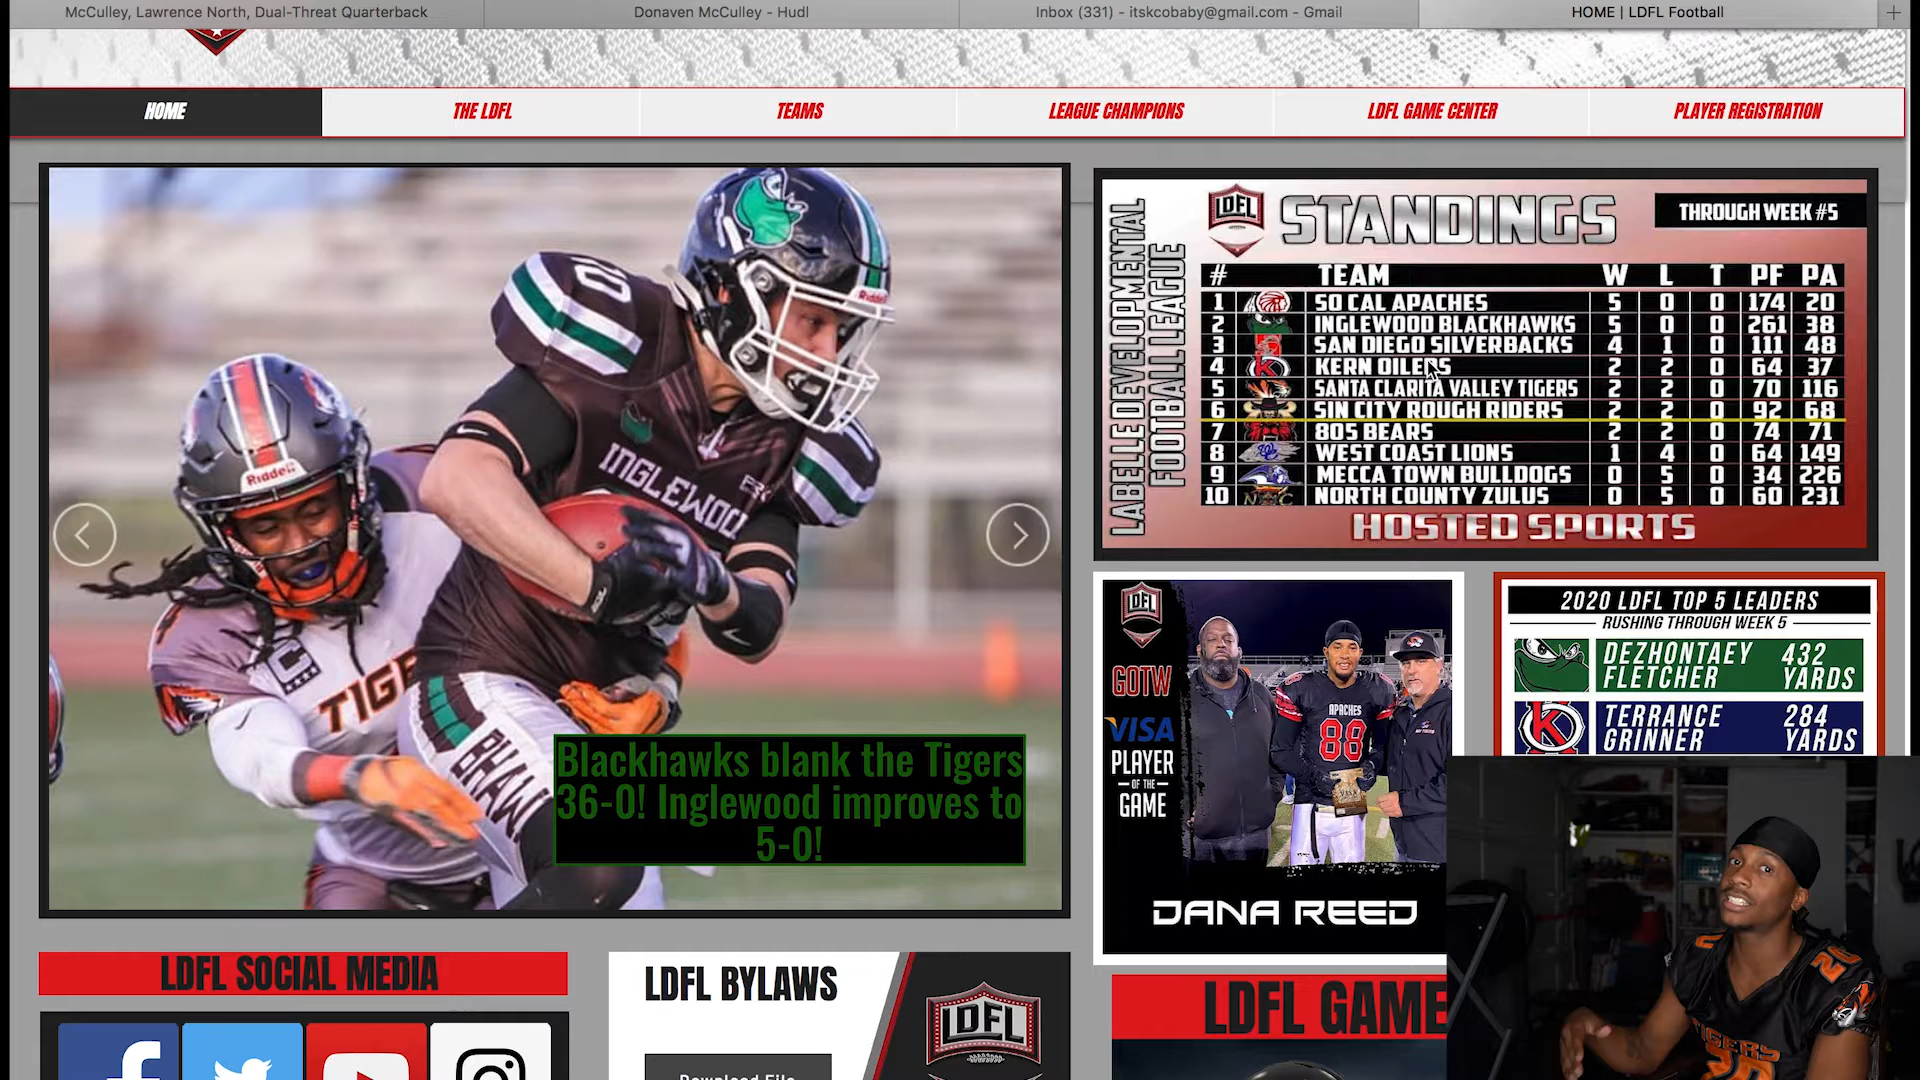 McCulley, Lawrence North, Dual-Threat Quarterback
Donaven McCulley - Hudl
Inbox (331) - itskcobaby@gmail.com - Gmail
HOME | LDFL Football
HOME
THE LDFL
TEAMS
LEAGUE CHAMPIONS
LDFL GAME CENTER
PLAYER REGISTRATION
Riddell
10
INGLEWOOD
Riddell
C
TIGE
BHAW
Blackhawks blank the Tigers
36-0! Inglewood improves to
5-0!
LABELLE DEVELOPMENTAL
FOOTBALL LEAGUE
LDFL
STANDINGS
THROUGH WEEK #5
# TEAM W L T PF PA
1 SO CAL APACHES 5 0 0 174 20
2 INGLEWOOD BLACKHAWKS 5 0 0 261 38
3 SAN DIEGO SILVERBACKS 4 1 0 111 48
4 KERN OILERS 2 2 0 64 37
5 SANTA CLARITA VALLEY TIGERS 2 2 0 70 116
6 SIN CITY ROUGH RIDERS 2 2 0 92 68
7 805 BEARS 2 2 0 74 71
8 WEST COAST LIONS 1 4 0 64 149
9 MECCA TOWN BULLDOGS 0 5 0 34 226
10 NORTH COUNTY ZULUS 0 5 0 60 231
HOSTED SPORTS
LDFL
GOTW
VISA
PLAYER
OF THE
GAME
APACHES
88
DANA REED
2020 LDFL TOP 5 LEADERS
RUSHING THROUGH WEEK 5
DEZHONTAEY
FLETCHER
432
YARDS
K
TERRANCE
GRINNER
284
YARDS
LDFL SOCIAL MEDIA
LDFL BYLAWS
Download File
LDFL
LDFL GAME
20
TIGERS
20